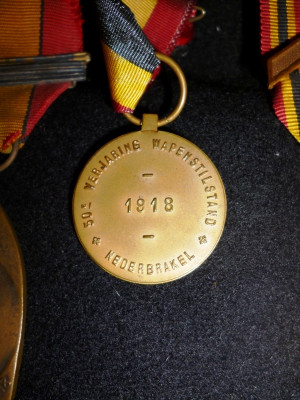 50E VERJARING WAPENSTILSTAND
1918
NEDERBRAKEL